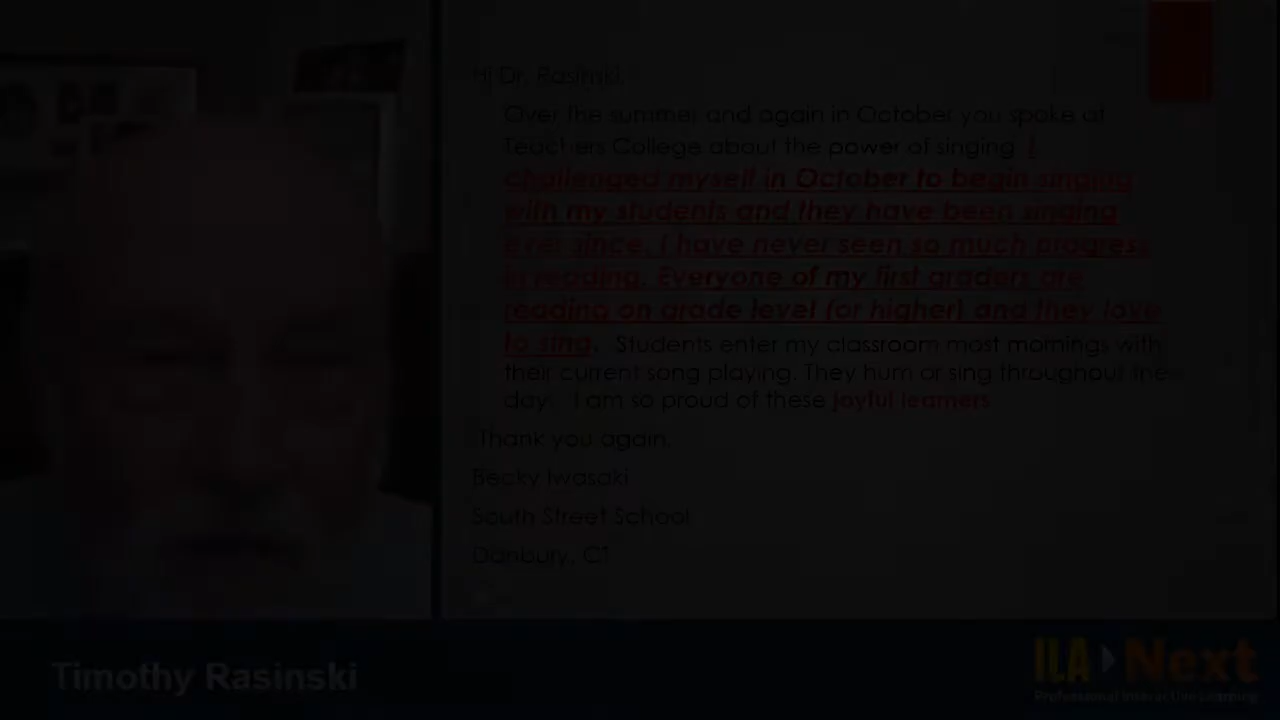 Hi Dr. Rasinski,
Over the summer and again in October you spoke at
Teachers College about the power of singing. I
challenged myself in October to begin singing
with my students and they have been singing
ever since. I have never seen so much progress
in reading. Everyone of my first graders are
reading on grade level (or higher) and they love
to sing. Students enter my classroom most mornings with
their current song playing. They hum or sing throughout the
day. I am so proud of these joyful learners
Thank you again,
Becky Iwasaki
South Street School
Danbury, CT
Timothy Rasinski
ILA Next
Professional Interactive Learning